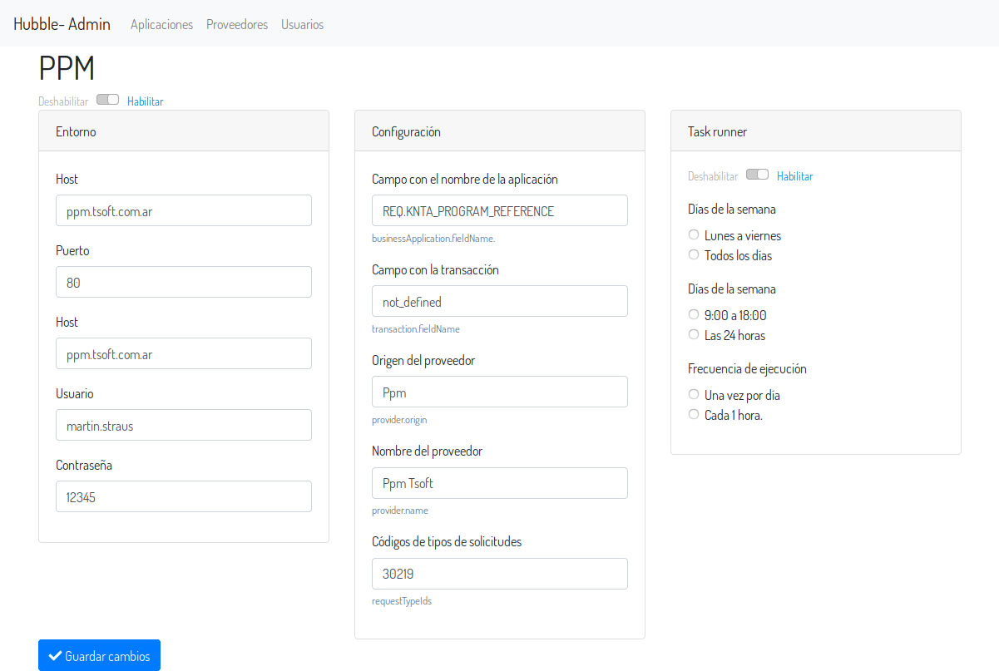 Hubble- Admin Aplicaciones Proveedores Usuarios
PPM
Deshabilitar Habilitar
Entorno
Host
ppm.tsoft.com.ar
Puerto
80
Host
ppm.tsoft.com.ar
Usuario
martin.straus
Contraseña
12345
Configuración
Campo con el nombre de la aplicación
REQ.KNTA_PROGRAM_REFERENCE
businessApplication.fieldName.
Campo con la transacción
not_defined
transaction.fieldName
Origen del proveedor
Ppm
provider.origin
Nombre del proveedor
Ppm Tsoft
provider.name
Códigos de tipos de solicitudes
30219
requestTypeIds
Task runner
Deshabilitar Habilitar
Días de la semana
Lunes a viernes
Todos los días
Días de la semana
9:00 a 18:00
Las 24 horas
Frecuencia de ejecución
Una vez por día
Cada 1 hora.
Guardar cambios